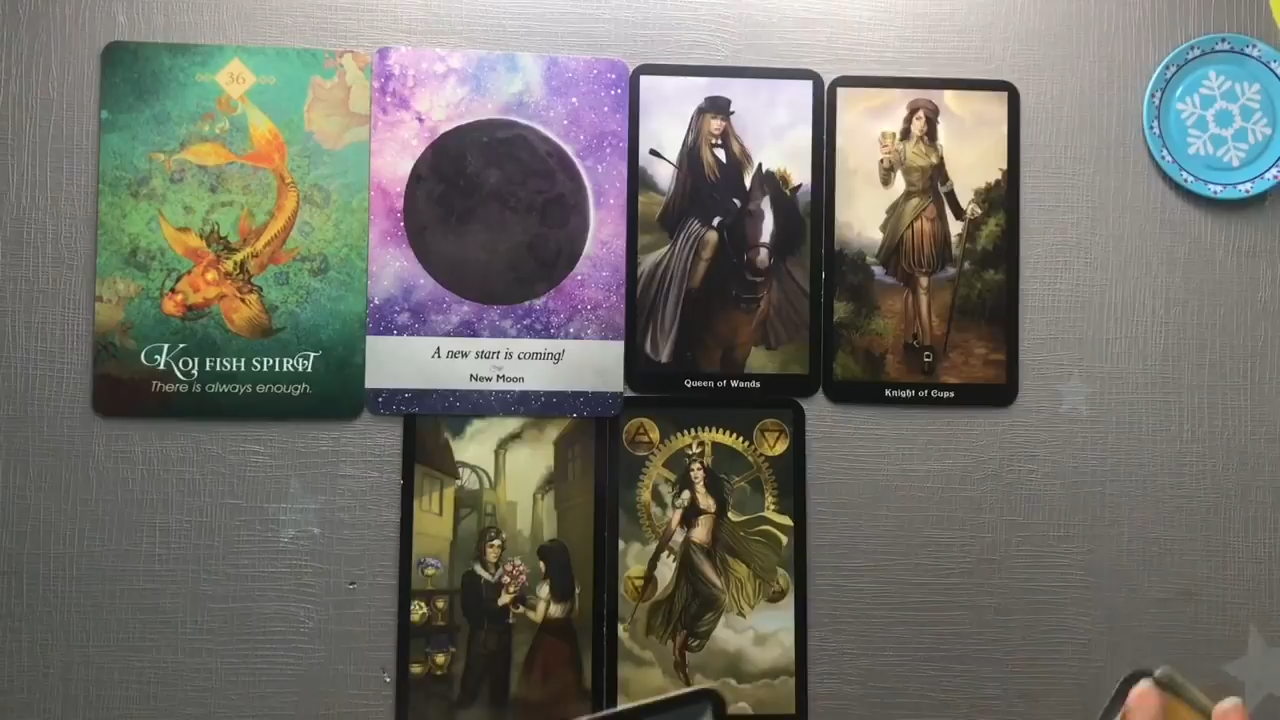 36
KOI FISH SPIRIT
There is always enough.
A new start is coming!
New Moon
Queen of Wands
Knight of Cups